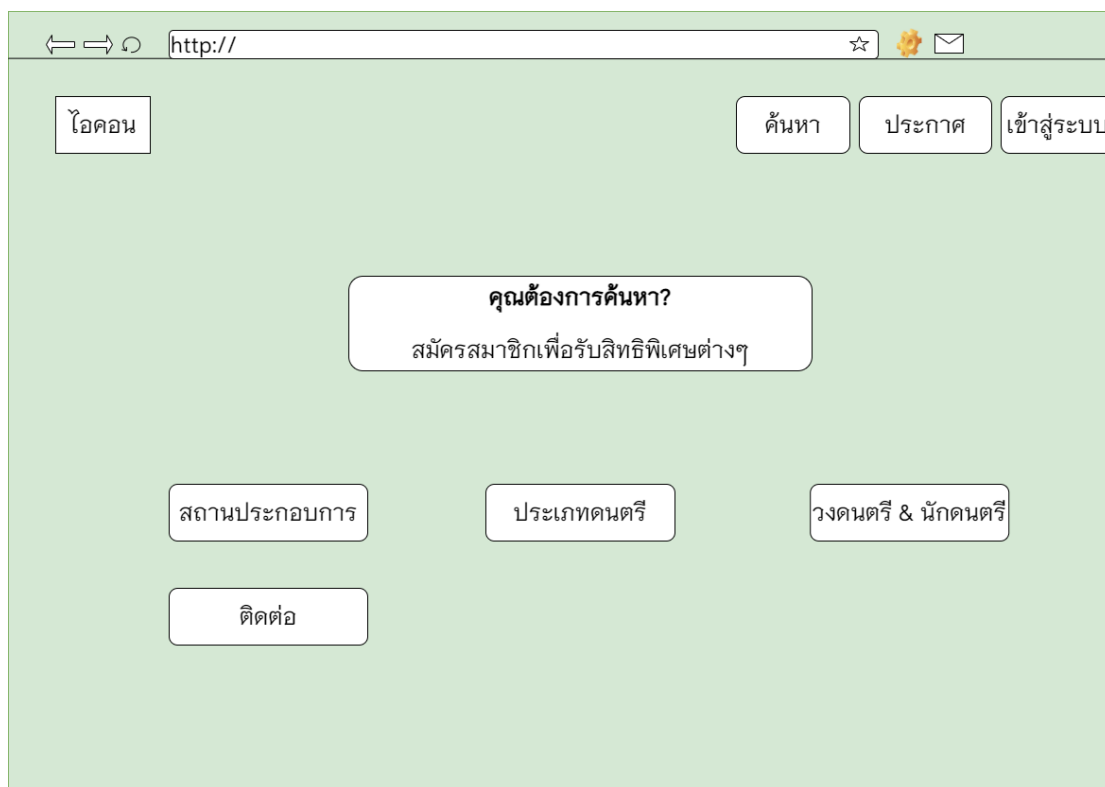 http://
ไอคอน
ค้นหา
ประกาศ
เข้าสู่ระบบ
คุณต้องการค้นหา?
สมัครสมาชิกเพื่อรับสิทธิพิเศษต่างๆ
สถานประกอบการ
ประเภทดนตรี
วงดนตรี & นักดนตรี
ติดต่อ